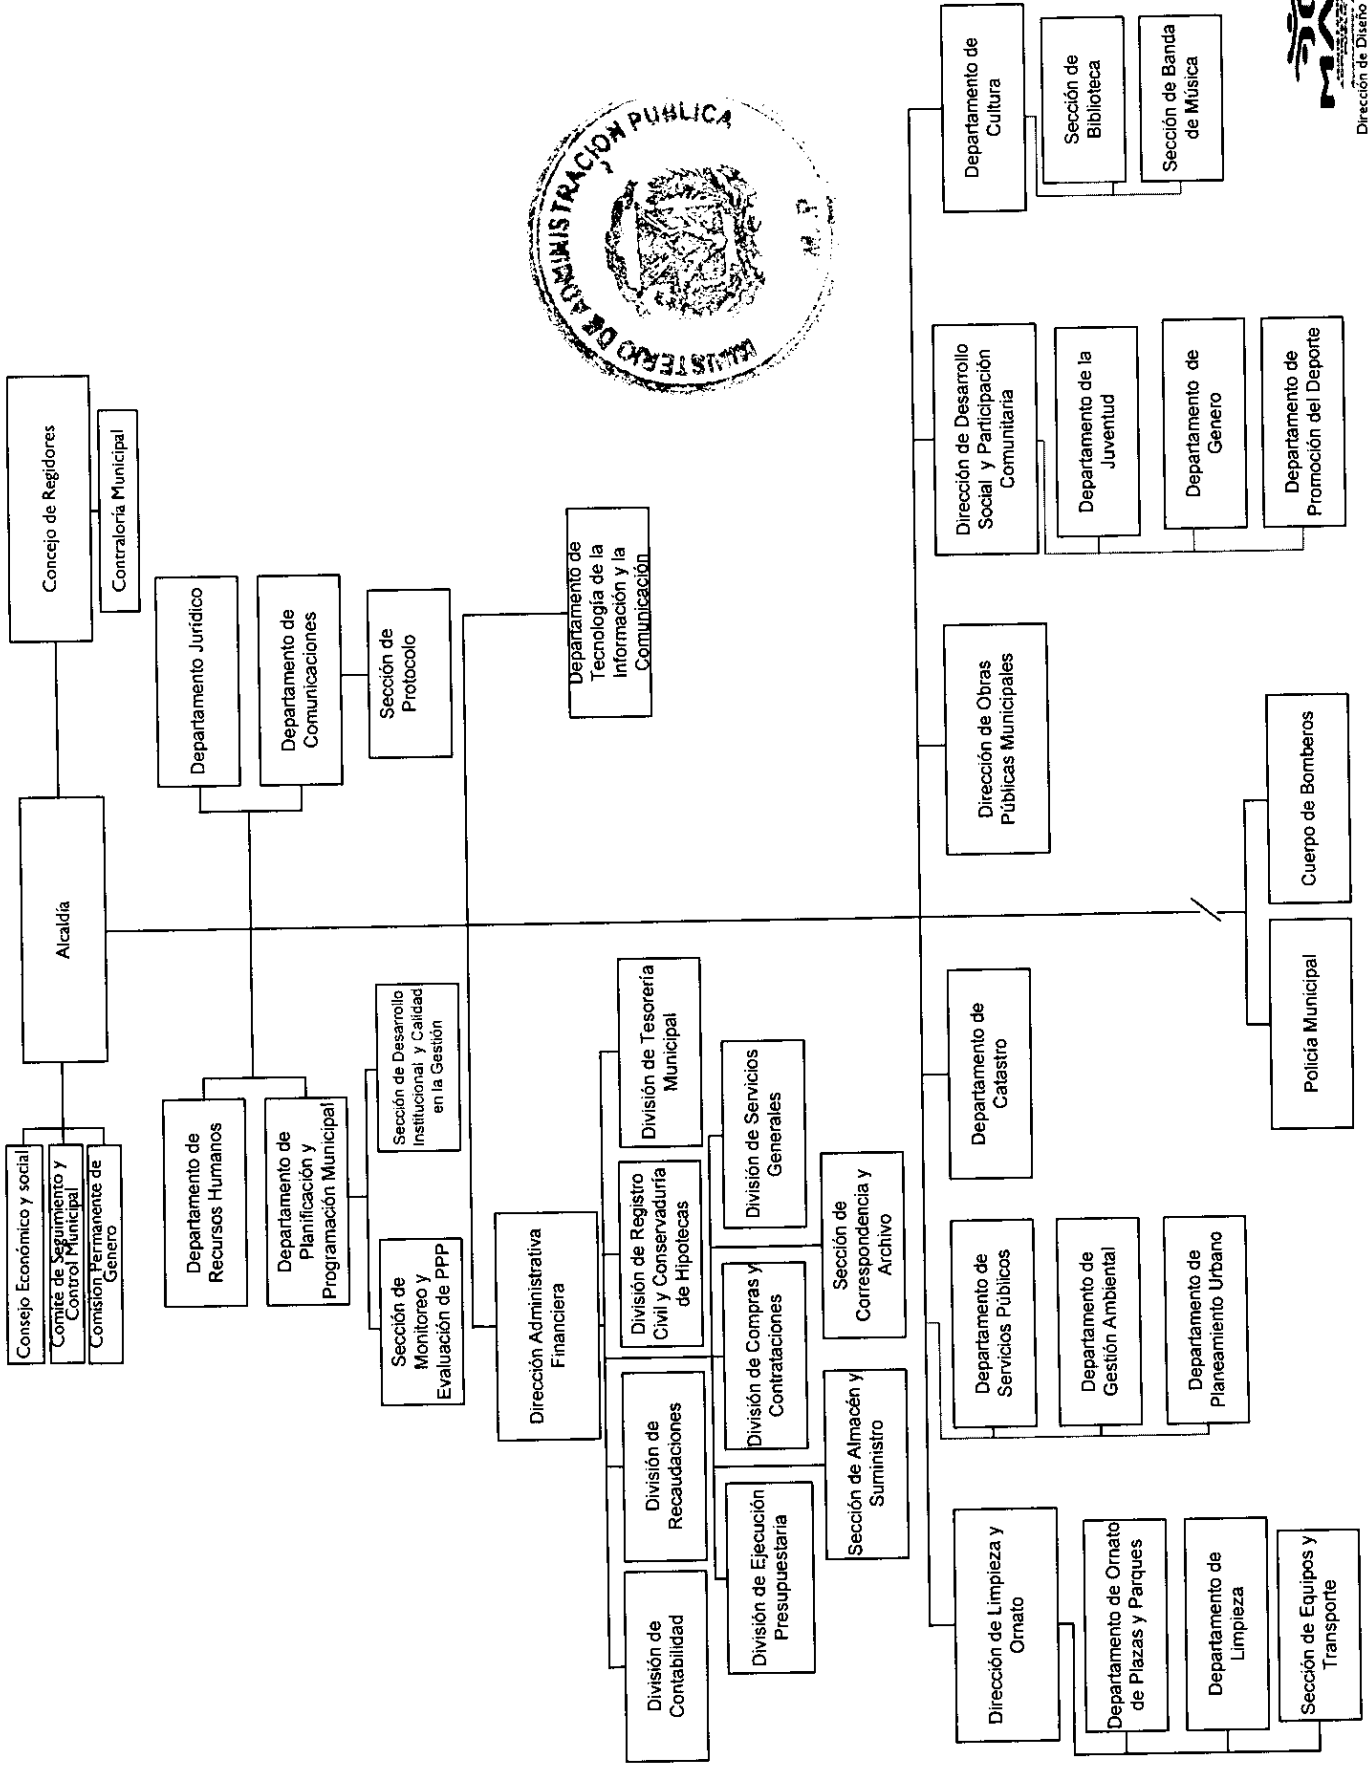 Consejo Económico y social
Comité de Seguimiento y
Control Municipal
Comisión Permanente de
Genero
Alcaldía
Concejo de Regidores
Contraloría Municipal
Departamento de
Recursos Humanos
Departamento de
Planificación y
Programación Municipal
Departamento Jurídico
Departamento de
Comunicaciones
Sección de
Protocolo
Sección de
Monitoreo y
Evaluación de PPP
Sección de Desarrollo
Institucional y Calidad
en la Gestión
Dirección Administrativa
Financiera
Departamento de
Tecnología de la
Información y la
Comunicación
División de
Contabilidad
División de
Recaudaciones
División de Registro
Civil y Conservaduría
de Hipotecas
División de Tesorería
Municipal
División de Ejecución
Presupuestaria
División de Compras y
Contrataciones
División de Servicios
Generales
Sección de Almacén y
Suministro
Sección de
Correspondencia y
Archivo
MINISTERIO DE ADMINISTRACION PUBLICA
Dirección de Limpieza y
Ornato
Departamento de Ornato
de Plazas y Parques
Departamento de
Limpieza
Sección de Equipos y
Transporte
Departamento de
Servicios Públicos
Departamento de
Gestión Ambiental
Departamento de
Planeamiento Urbano
Departamento de
Catastro
Dirección de Obras
Públicas Municipales
Dirección de Desarrollo
Social y Participación
Comunitaria
Departamento de la
Juventud
Departamento de
Genero
Departamento de
Promoción del Deporte
Departamento de
Cultura
Sección de
Biblioteca
Sección de Banda
de Música
Policía Municipal
Cuerpo de Bomberos
Dirección de Diseño